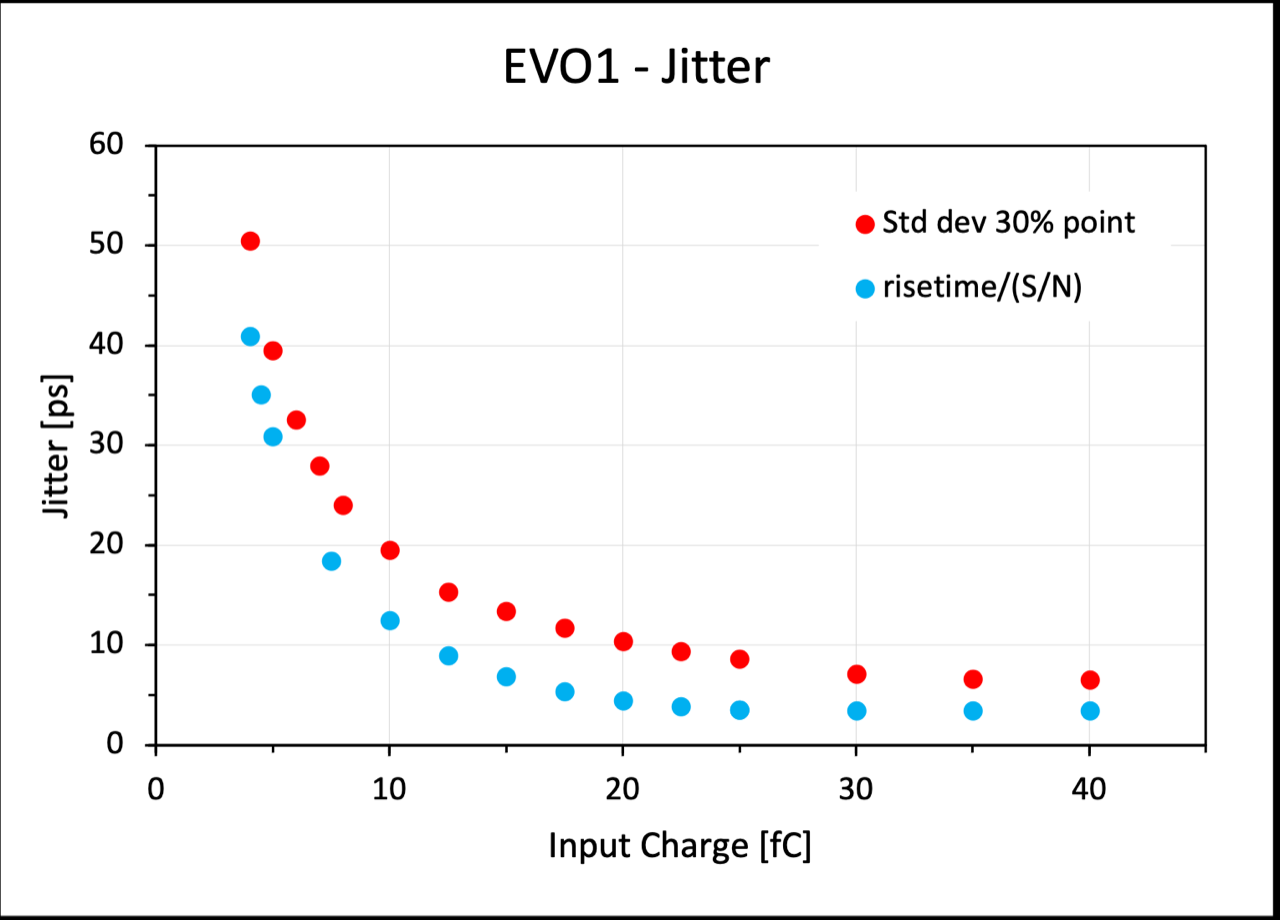 EVO1 - Jitter
60
50
40
30
20
10
0
Jitter [ps]
Std dev 30% point
risetime/(S/N)
0 10 20 30 40
Input Charge [fC]